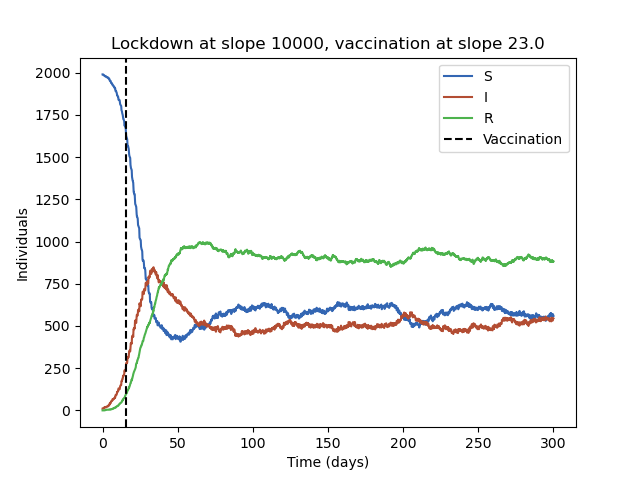 Lockdown at slope 10000, vaccination at slope 23.0
S
I
R
Vaccination
2000
1750
1500
1250
1000
750
500
250
0
Individuals
0 50 100 150 200 250 300
Time (days)